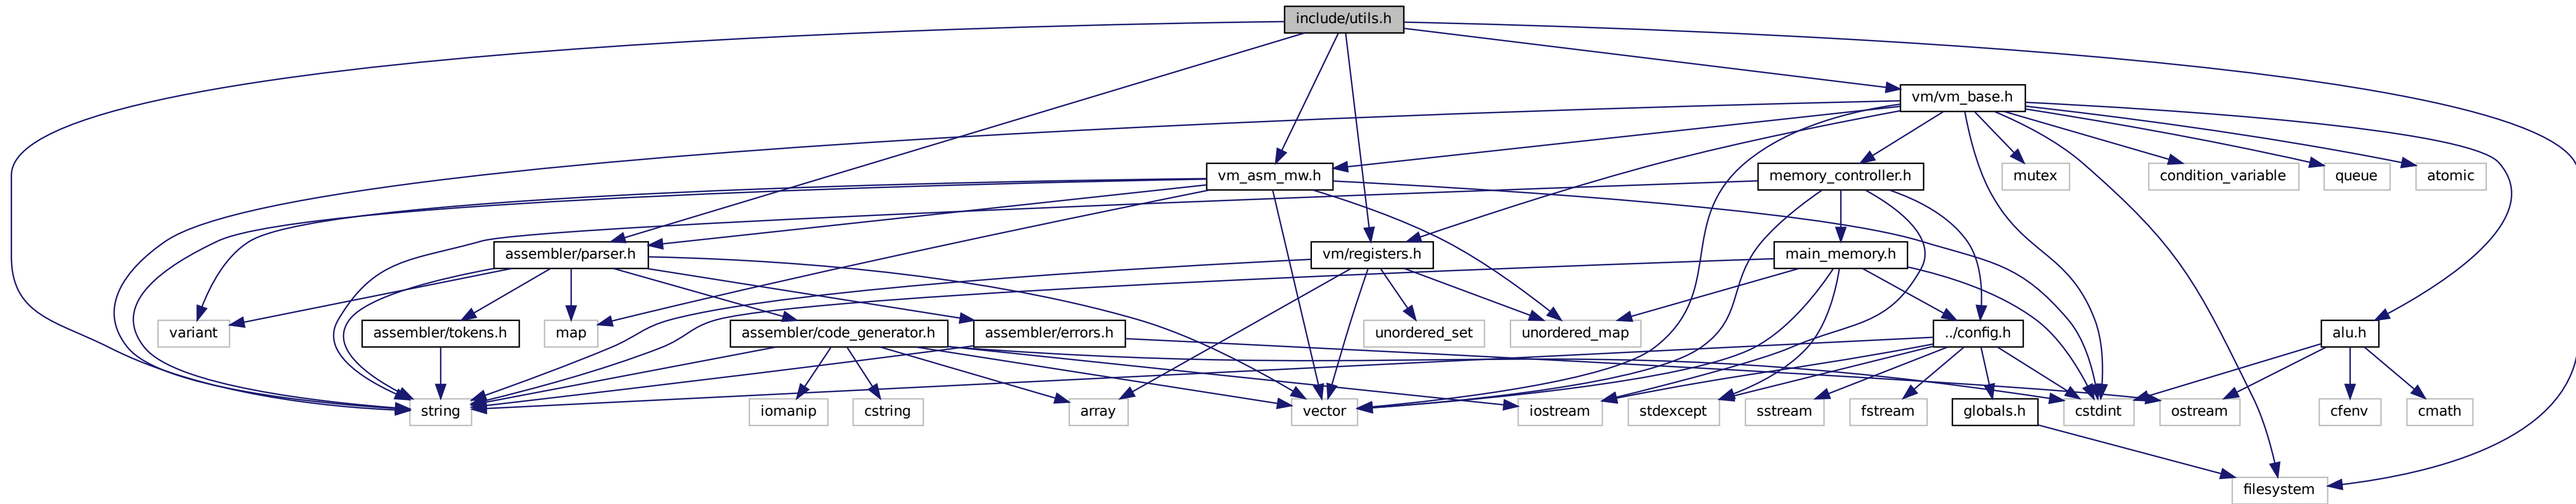 include/utils.h
vm/vm_base.h
vm_asm_mw.h
memory_controller.h
mutex
condition_variable
queue
atomic
assembler/parser.h
vm/registers.h
main_memory.h
variant
assembler/tokens.h
map
assembler/code_generator.h
assembler/errors.h
unordered_set
unordered_map
../config.h
alu.h
string
iomanip
cstring
array
vector
iostream
stdexcept
sstream
fstream
globals.h
cstdint
ostream
cfenv
cmath
filesystem